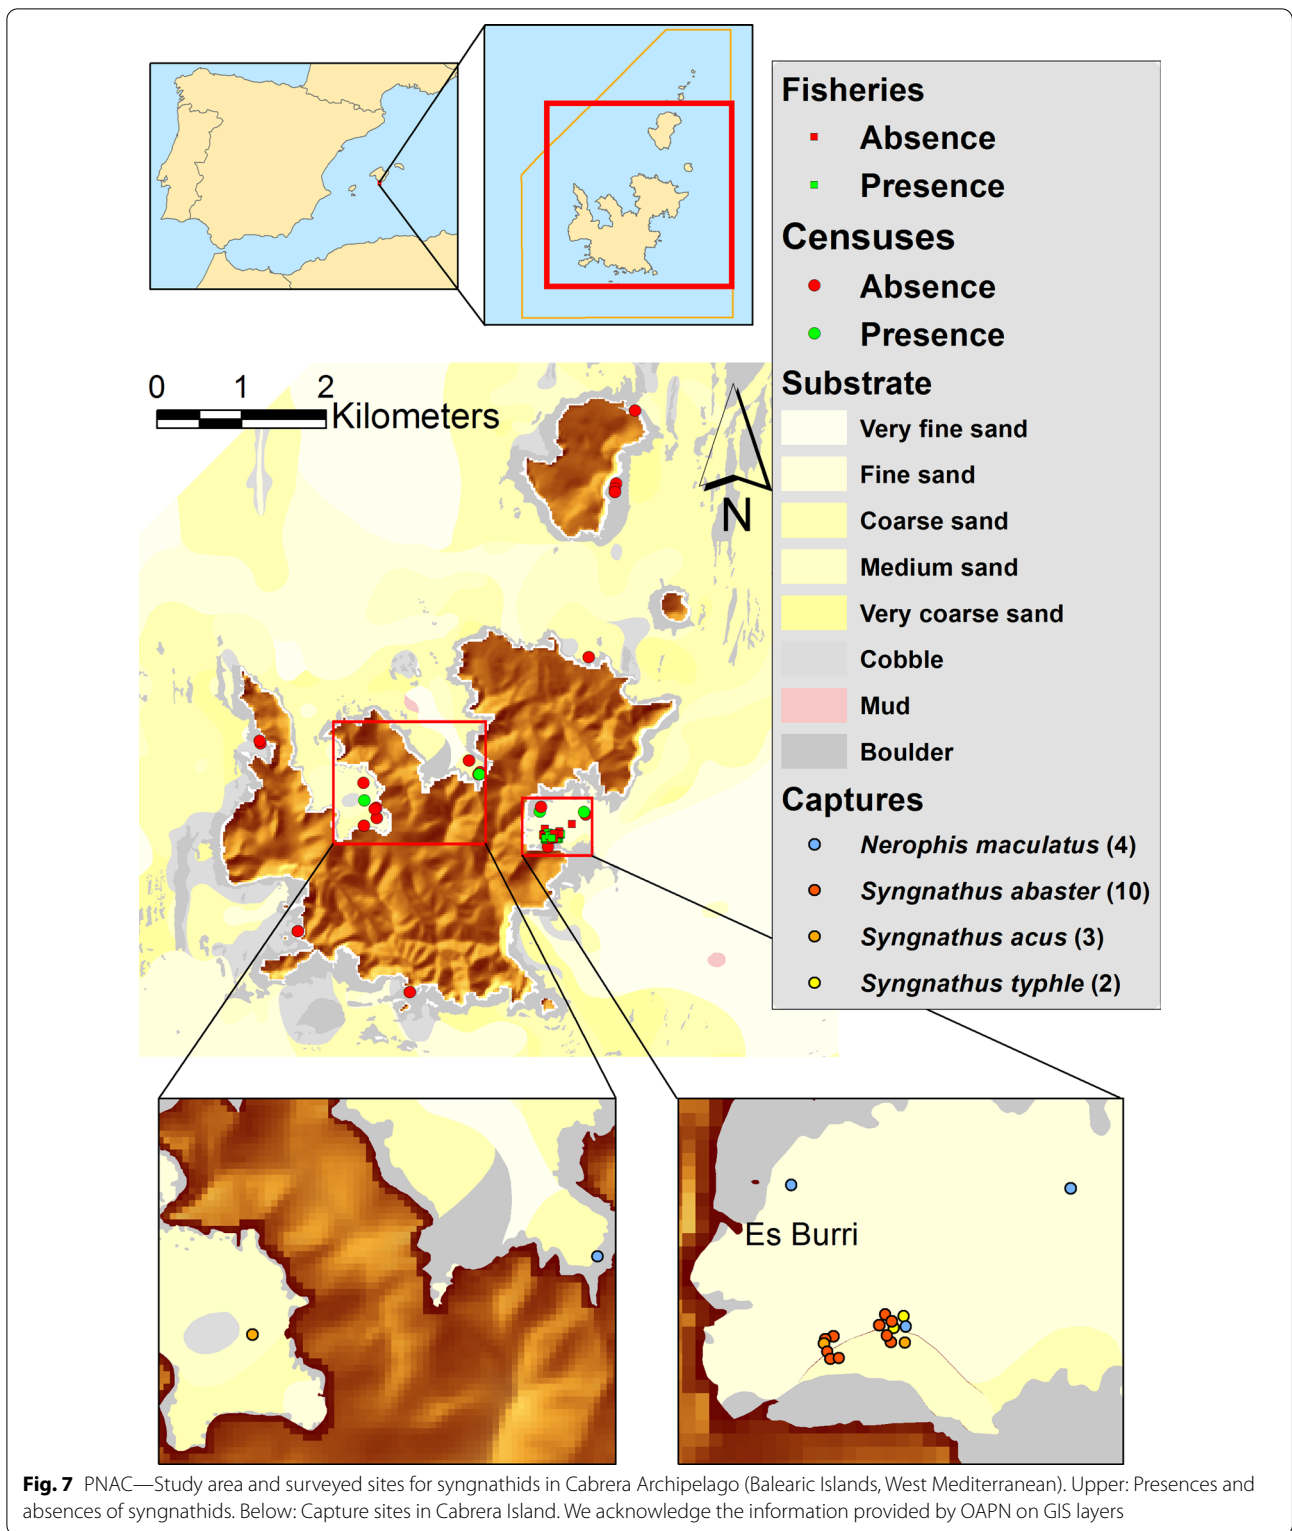 Fisheries
Absence
Presence
Censuses
Absence
Presence
Substrate
Very fine sand
Fine sand
Coarse sand
Medium sand
Very coarse sand
Cobble
Mud
Boulder
Captures
Nerophis maculatus (4)
Syngnathus abaster (10)
Syngnathus acus (3)
Syngnathus typhle (2)
0 1 2
Kilometers
N
Es Burri
Fig. 7 PNAC—Study area and surveyed sites for syngnathids in Cabrera Archipelago (Balearic Islands, West Mediterranean). Upper: Presences and
absences of syngnathids. Below: Capture sites in Cabrera Island. We acknowledge the information provided by OAPN on GIS layers